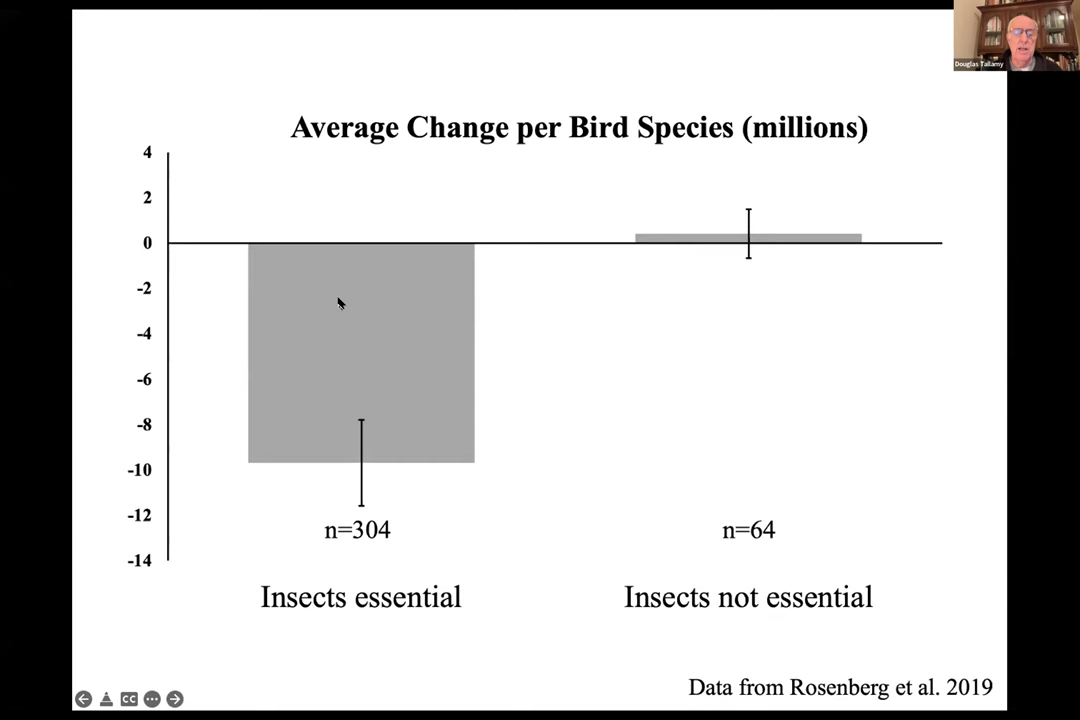 Douglas Tallamy
Average Change per Bird Species (millions)
4
2
0
-2
-4
-6
-8
-10
-12
-14
n=304
n=64
Insects essential
Insects not essential
Data from Rosenberg et al. 2019
CC